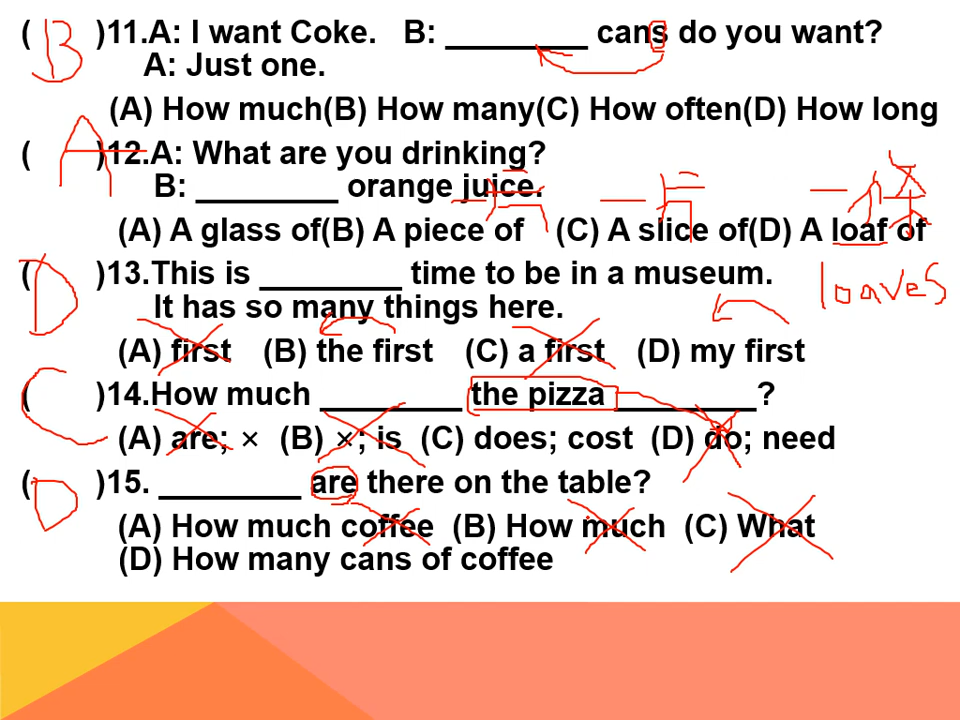 ( B )11.A: I want Coke. B: ________ cans do you want?
A: Just one.
(A) How much(B) How many(C) How often(D) How long
( A )12.A: What are you drinking?
B: ________ orange juice.
一片 一片 一條
(A) A glass of(B) A piece of (C) A slice of(D) A loaf of
loaves
( D )13.This is ________ time to be in a museum.
It has so many things here.
(A) first (B) the first (C) a first (D) my first
( C )14.How much ________ the pizza ________?
(A) are; × (B) ×; is (C) does; cost (D) do; need
( D )15. ________ are there on the table?
(A) How much coffee (B) How much (C) What
(D) How many cans of coffee